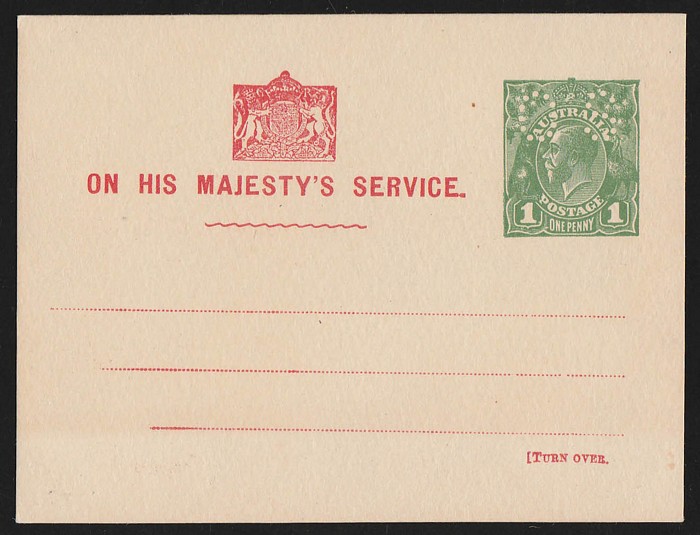 ON HIS MAJESTY'S SERVICE.
AUSTRALIA
POSTAGE
1 1
ONE PENNY
[TURN OVER.